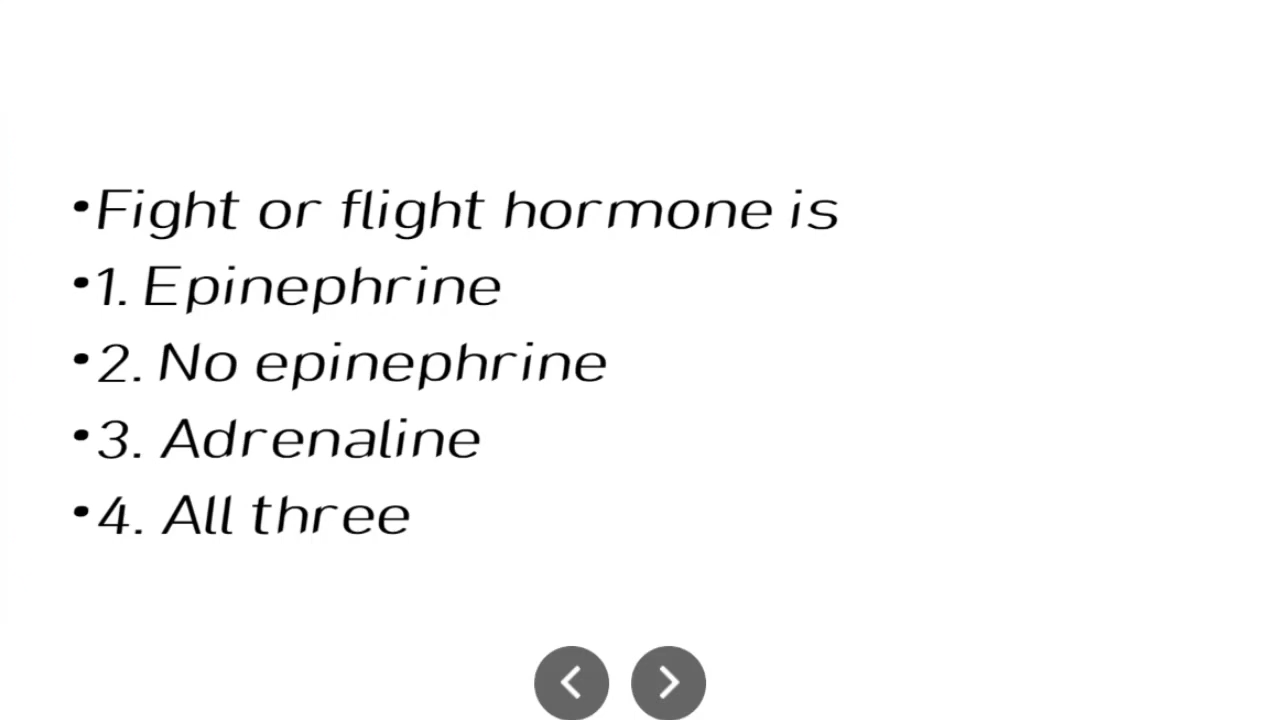 •Fight or flight hormone is
•1. Epinephrine
•2. No epinephrine
•3. Adrenaline
•4. All three